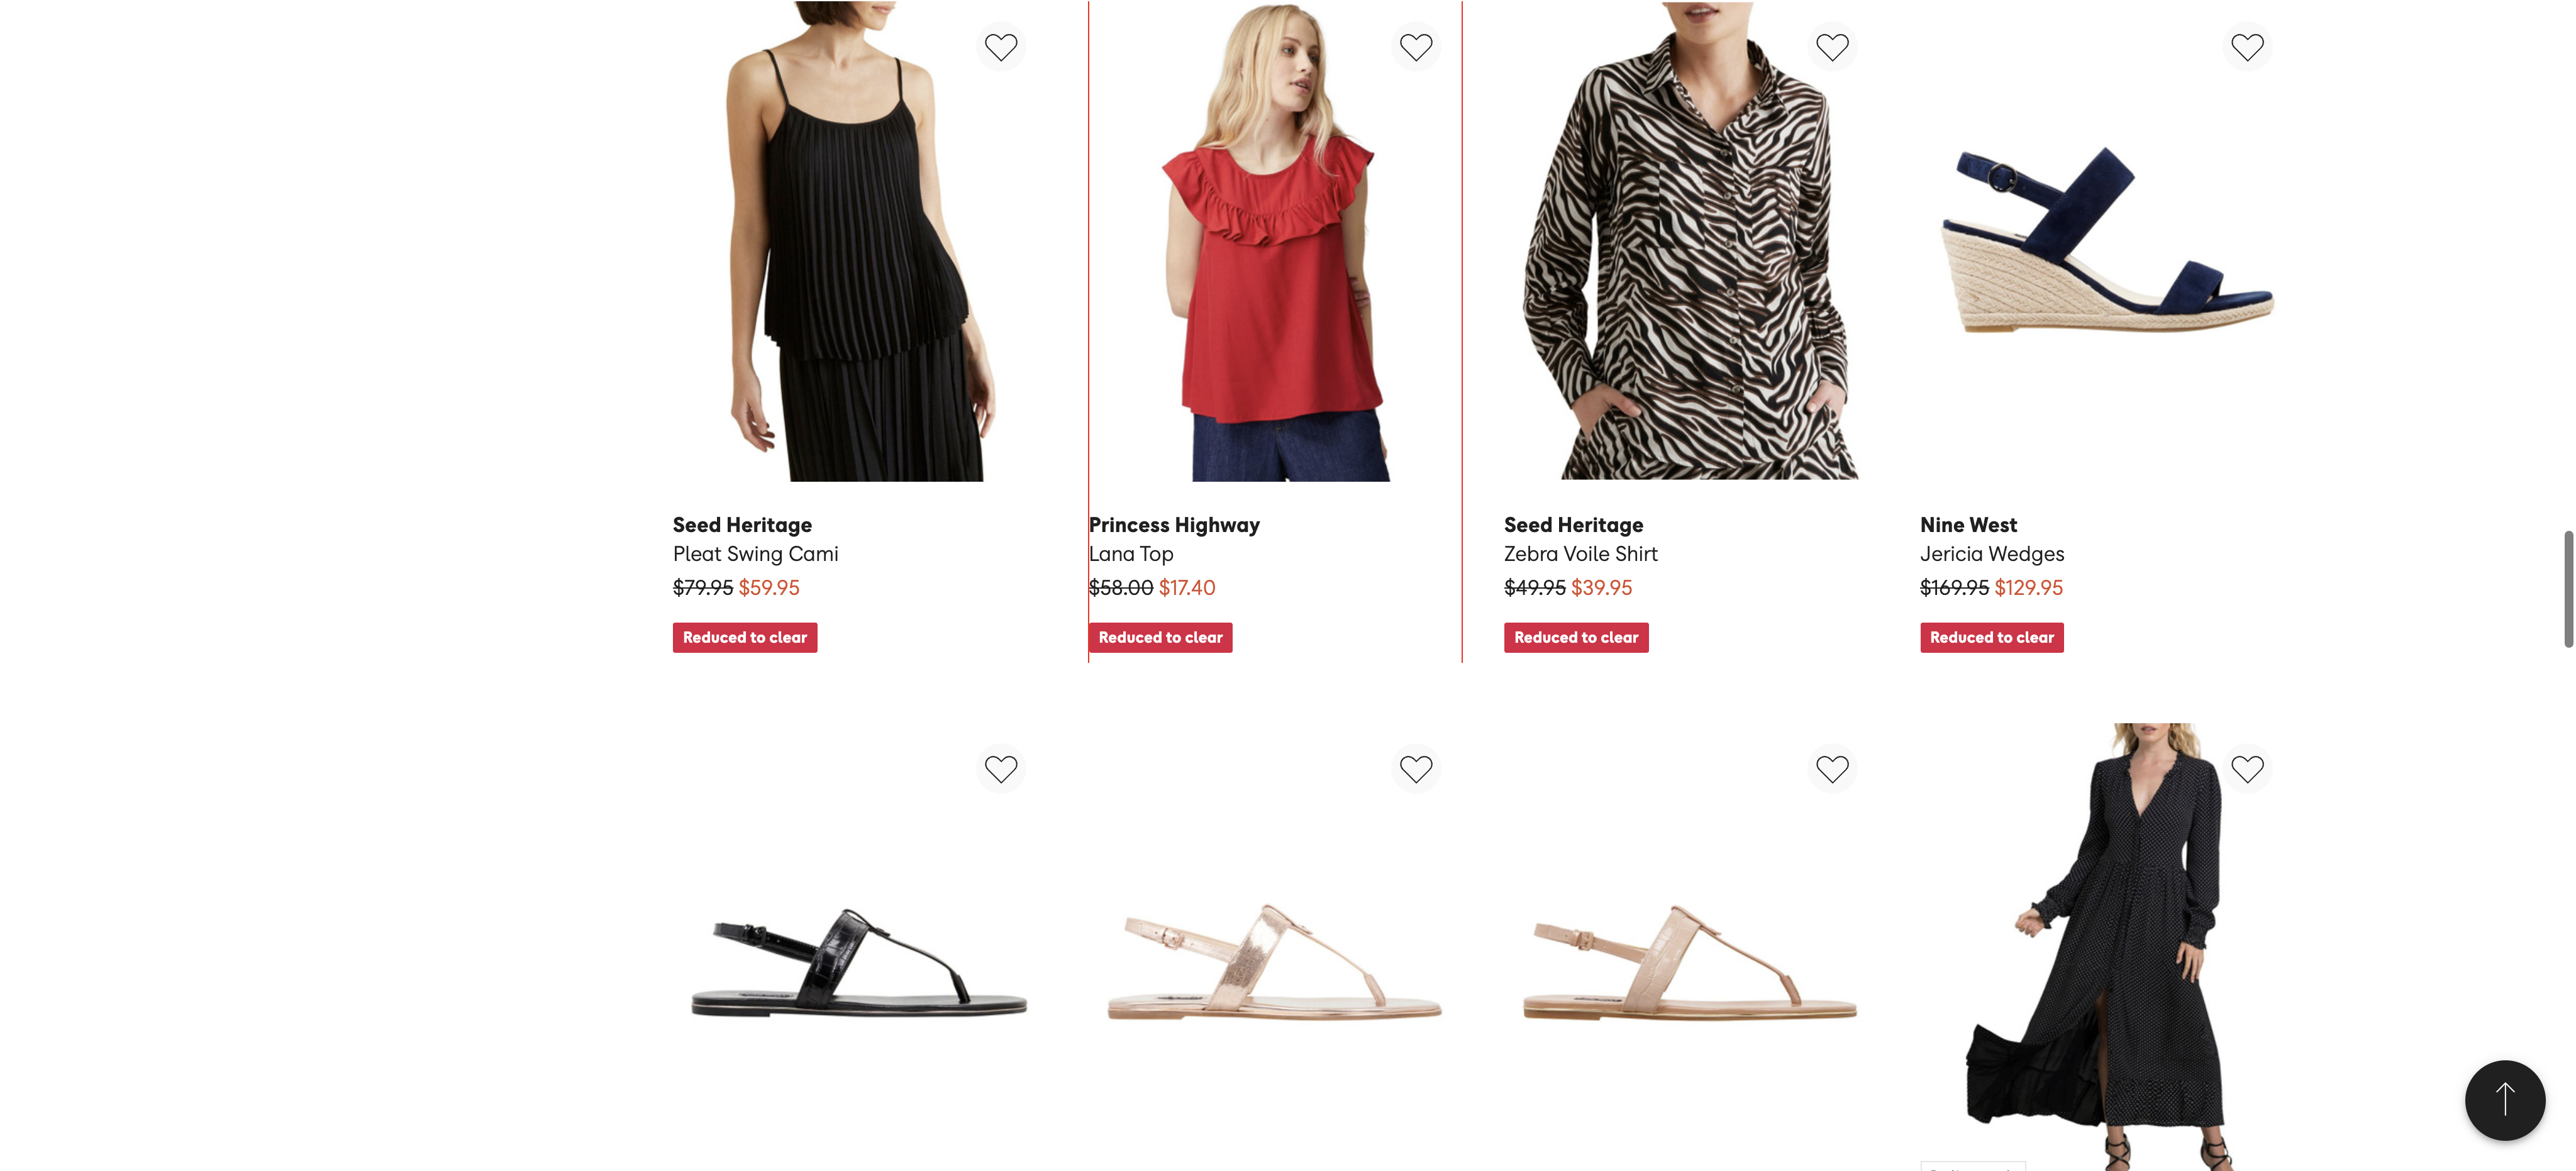 Seed Heritage
Pleat Swing Cami
$79.95 $59.95
Reduced to clear
Princess Highway
Lana Top
$58.00 $17.40
Reduced to clear
Seed Heritage
Zebra Voile Shirt
$49.95 $39.95
Reduced to clear
Nine West
Jericia Wedges
$169.95 $129.95
Reduced to clear